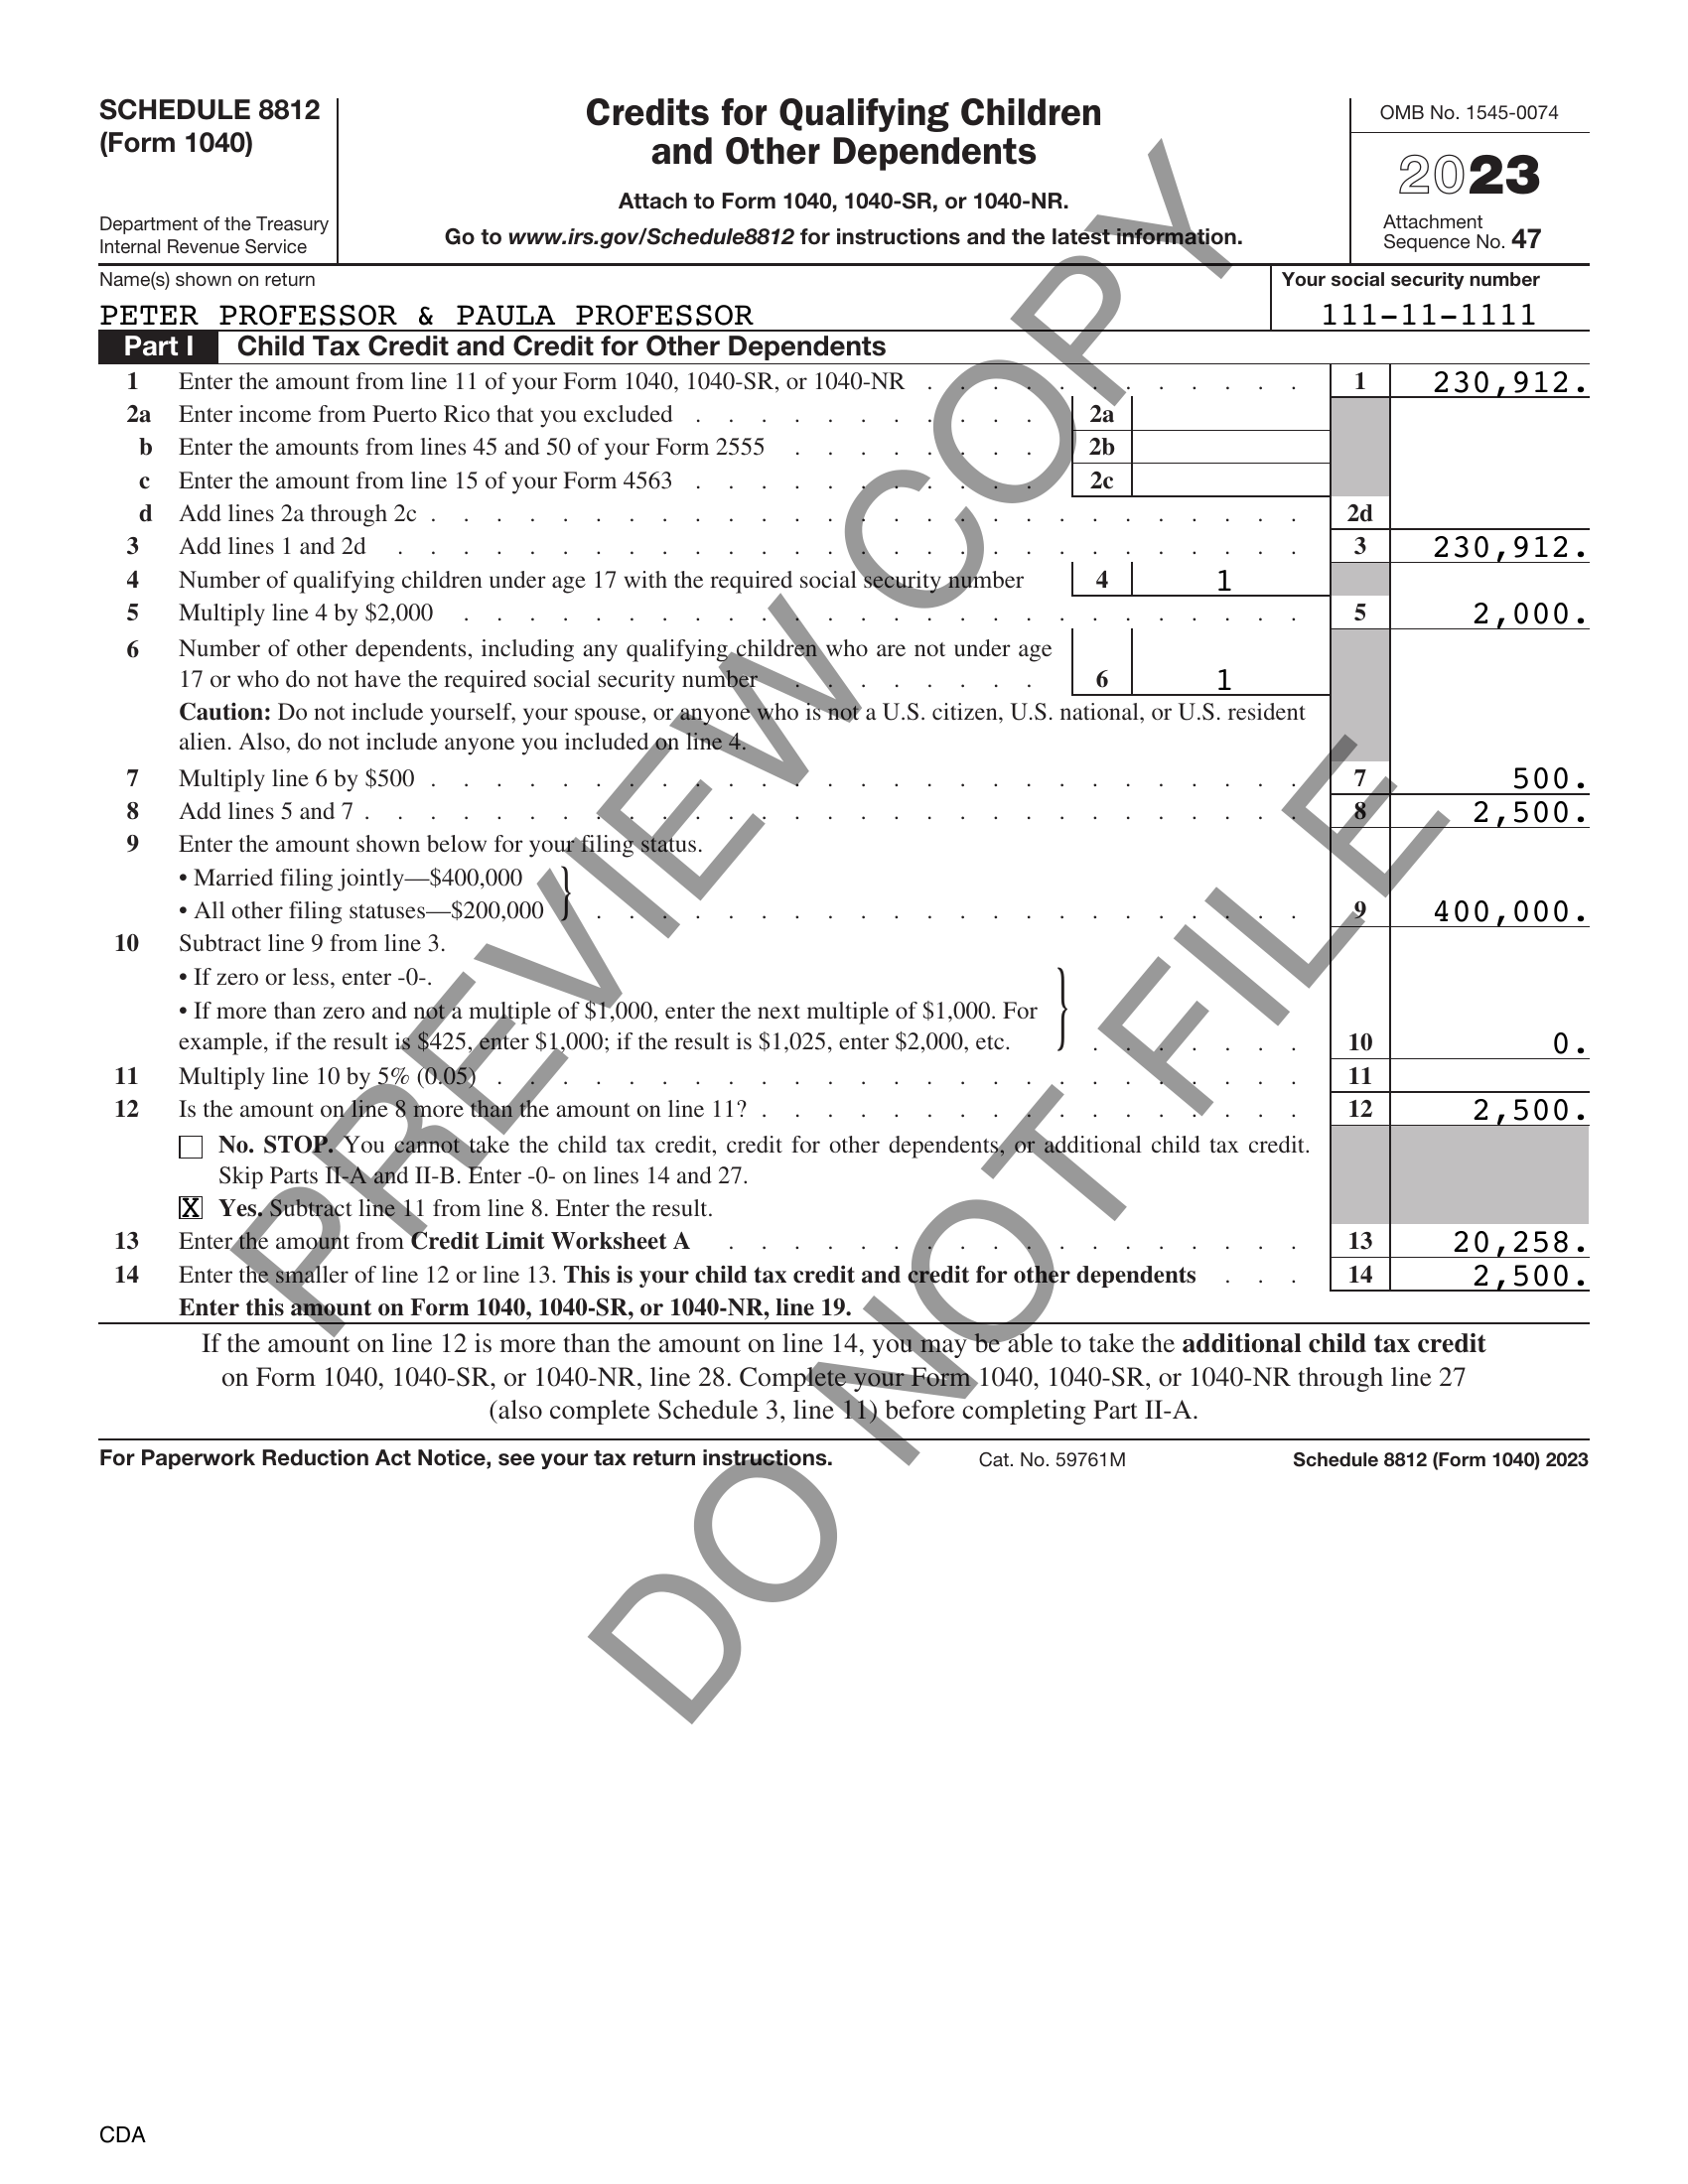 SCHEDULE 8812
(Form 1040)
Department of the Treasury
Internal Revenue Service
Credits for Qualifying Children
and Other Dependents
Attach to Form 1040, 1040-SR, or 1040-NR.
Go to www.irs.gov/Schedule8812 for instructions and the latest information.
OMB No. 1545-0074
2023
Attachment
Sequence No. 47
Name(s) shown on return
PETER PROFESSOR & PAULA PROFESSOR
Your social security number
111-11-1111
Part I Child Tax Credit and Credit for Other Dependents
1 Enter the amount from line 11 of your Form 1040, 1040-SR, or 1040-NR . . . . . . . . . . . . 1 230,912.
2a Enter income from Puerto Rico that you excluded . . . . . . . . . . . 2a
b Enter the amounts from lines 45 and 50 of your Form 2555 . . . . . . . . 2b
c Enter the amount from line 15 of your Form 4563 . . . . . . . . . . . 2c
d Add lines 2a through 2c . . . . . . . . . . . . . . . . . . . . . . . . . . . 2d
3 Add lines 1 and 2d . . . . . . . . . . . . . . . . . . . . . . . . . . . . 3 230,912.
4 Number of qualifying children under age 17 with the required social security number 4 1
5 Multiply line 4 by $2,000 . . . . . . . . . . . . . . . . . . . . . . . . . . 5 2,000.
6 Number of other dependents, including any qualifying children who are not under age
17 or who do not have the required social security number . . . . . . . . 6 1
Caution: Do not include yourself, your spouse, or anyone who is not a U.S. citizen, U.S. national, or U.S. resident
alien. Also, do not include anyone you included on line 4.
7 Multiply line 6 by $500 . . . . . . . . . . . . . . . . . . . . . . . . . . . 7 500.
8 Add lines 5 and 7 . . . . . . . . . . . . . . . . . . . . . . . . . . . . . 8 2,500.
9 Enter the amount shown below for your filing status.
• Married filing jointly—$400,000
• All other filing statuses—$200,000 . . . . . . . . . . . . . . . . . . . . . . 9 400,000.
10 Subtract line 9 from line 3.
• If zero or less, enter -0-.
• If more than zero and not a multiple of $1,000, enter the next multiple of $1,000. For
example, if the result is $425, enter $1,000; if the result is $1,025, enter $2,000, etc. . . . . . . . 10 0.
11 Multiply line 10 by 5% (0.05) . . . . . . . . . . . . . . . . . . . . . . . . . 11
12 Is the amount on line 8 more than the amount on line 11? . . . . . . . . . . . . . . . . . 12 2,500.
No. STOP. You cannot take the child tax credit, credit for other dependents, or additional child tax credit.
Skip Parts II-A and II-B. Enter -0- on lines 14 and 27.
X Yes. Subtract line 11 from line 8. Enter the result.
13 Enter the amount from Credit Limit Worksheet A . . . . . . . . . . . . . . . . . . 13 20,258.
14 Enter the smaller of line 12 or line 13. This is your child tax credit and credit for other dependents . . . 14 2,500.
Enter this amount on Form 1040, 1040-SR, or 1040-NR, line 19.
If the amount on line 12 is more than the amount on line 14, you may be able to take the additional child tax credit
on Form 1040, 1040-SR, or 1040-NR, line 28. Complete your Form 1040, 1040-SR, or 1040-NR through line 27
(also complete Schedule 3, line 11) before completing Part II-A.
For Paperwork Reduction Act Notice, see your tax return instructions. Cat. No. 59761M Schedule 8812 (Form 1040) 2023
PREVIEW COPY
DO NOT FILE
CDA